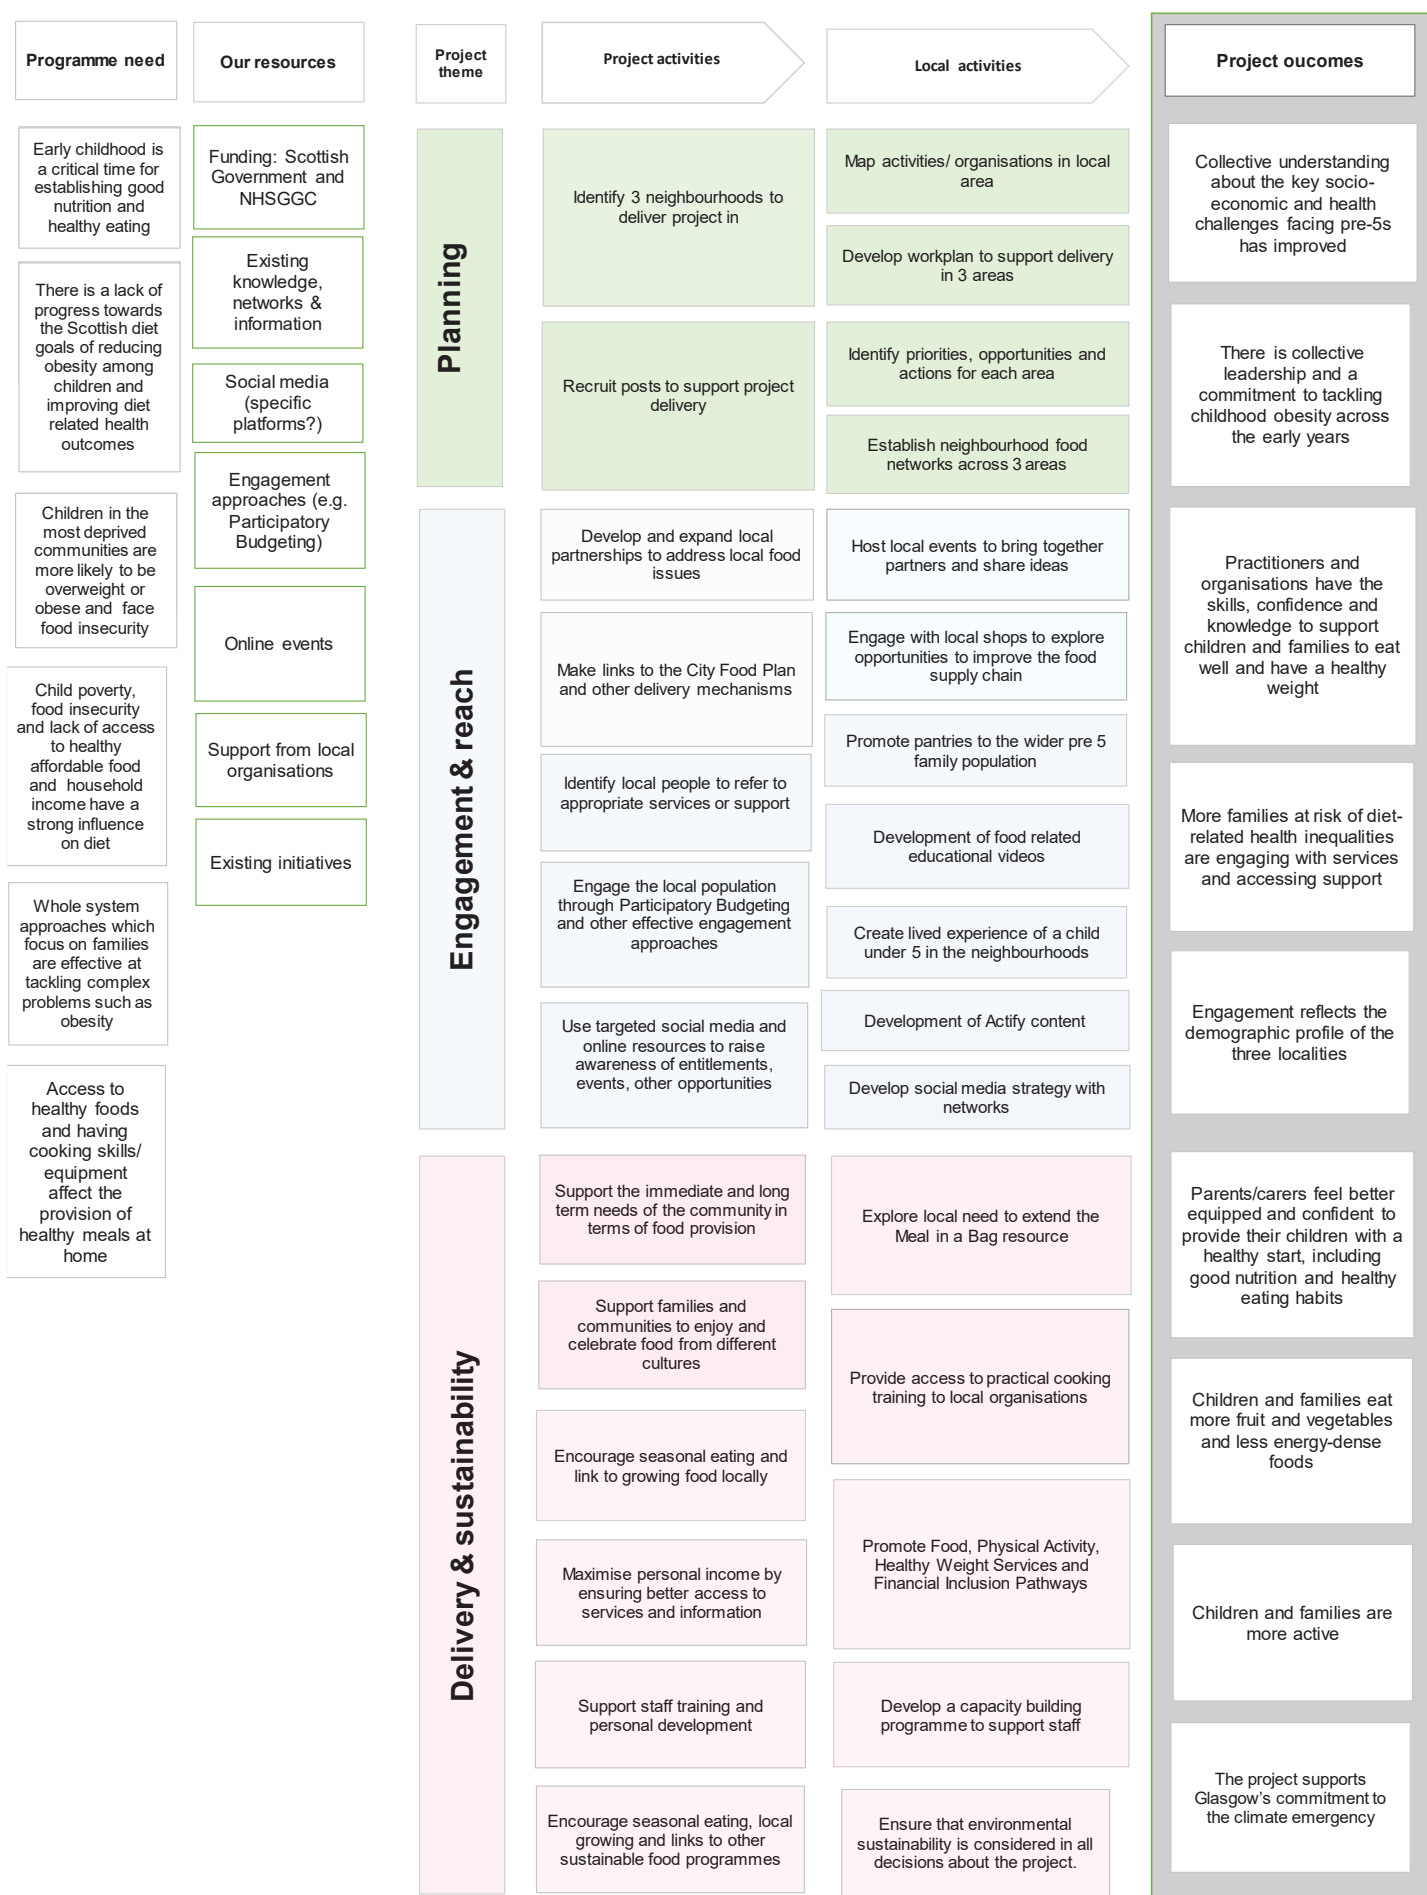 Programme need
Our resources
Project
theme
Project activities
Local activities
Project oucomes
Early childhood is
a critical time for
establishing good
nutrition and
healthy eating
There is a lack of
progress towards
the Scottish diet
goals of reducing
obesity among
children and
improving diet
related health
outcomes
Children in the
most deprived
communities are
more likely to be
overweight or
obese and face
food insecurity
Child poverty,
food insecurity
and lack of access
to healthy
affordable food
and household
income have a
strong influence
on diet
Whole system
approaches which
focus on families
are effective at
tackling complex
problems such as
obesity
Access to
healthy foods
and having
cooking skills/
equipment
affect the
provision of
healthy meals at
home
Funding: Scottish
Government and
NHSGGC
Existing
knowledge,
networks &
information
Social media
(specific
platforms?)
Engagement
approaches (e.g.
Participatory
Budgeting)
Online events
Support from local
organisations
Existing initiatives
Planning
Identify 3 neighbourhoods to
deliver project in
Recruit posts to support project
delivery
Map activities/ organisations in local
area
Develop workplan to support delivery
in 3 areas
Identify priorities, opportunities and
actions for each area
Establish neighbourhood food
networks across 3 areas
Engagement & reach
Develop and expand local
partnerships to address local food
issues
Make links to the City Food Plan
and other delivery mechanisms
Identify local people to refer to
appropriate services or support
Engage the local population
through Participatory Budgeting
and other effective engagement
approaches
Use targeted social media and
online resources to raise
awareness of entitlements,
events, other opportunities
Host local events to bring together
partners and share ideas
Engage with local shops to explore
opportunities to improve the food
supply chain
Promote pantries to the wider pre 5
family population
Development of food related
educational videos
Create lived experience of a child
under 5 in the neighbourhoods
Development of Actify content
Develop social media strategy with
networks
Delivery & sustainability
Support the immediate and long
term needs of the community in
terms of food provision
Support families and
communities to enjoy and
celebrate food from different
cultures
Encourage seasonal eating and
link to growing food locally
Maximise personal income by
ensuring better access to
services and information
Support staff training and
personal development
Encourage seasonal eating, local
growing and links to other
sustainable food programmes
Explore local need to extend the
Meal in a Bag resource
Provide access to practical cooking
training to local organisations
Promote Food, Physical Activity,
Healthy Weight Services and
Financial Inclusion Pathways
Develop a capacity building
programme to support staff
Ensure that environmental
sustainability is considered in all
decisions about the project.
Collective understanding
about the key socio-
economic and health
challenges facing pre-5s
has improved
There is collective
leadership and a
commitment to tackling
childhood obesity across
the early years
Practitioners and
organisations have the
skills, confidence and
knowledge to support
children and families to eat
well and have a healthy
weight
More families at risk of diet-
related health inequalities
are engaging with services
and accessing support
Engagement reflects the
demographic profile of the
three localities
Parents/carers feel better
equipped and confident to
provide their children with a
healthy start, including
good nutrition and healthy
eating habits
Children and families eat
more fruit and vegetables
and less energy-dense
foods
Children and families are
more active
The project supports
Glasgow's commitment to
the climate emergency